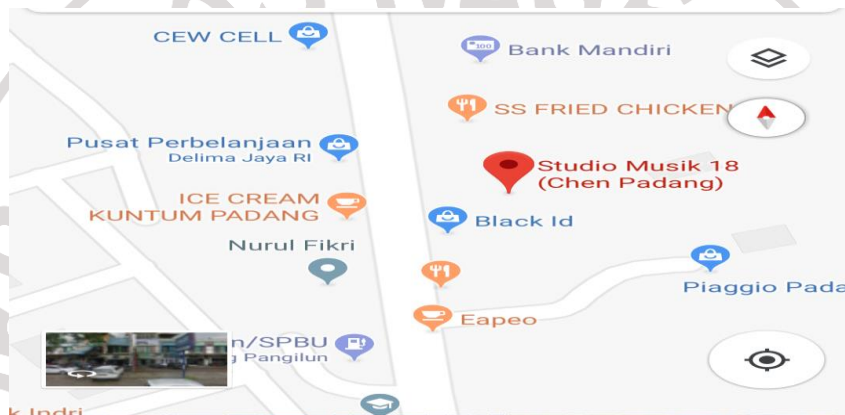 CEW CELL
Bank Mandiri
SS FRIED CHICKEN
Pusat Perbelanjaan
Delima Jaya RI
Studio Musik 18
(Chen Padang)
ICE CREAM
KUNTUM PADANG
Black Id
Nurul Fikri
Piaggio Pada
Eapeo
n/SPBU
g Pangilun
k Indri